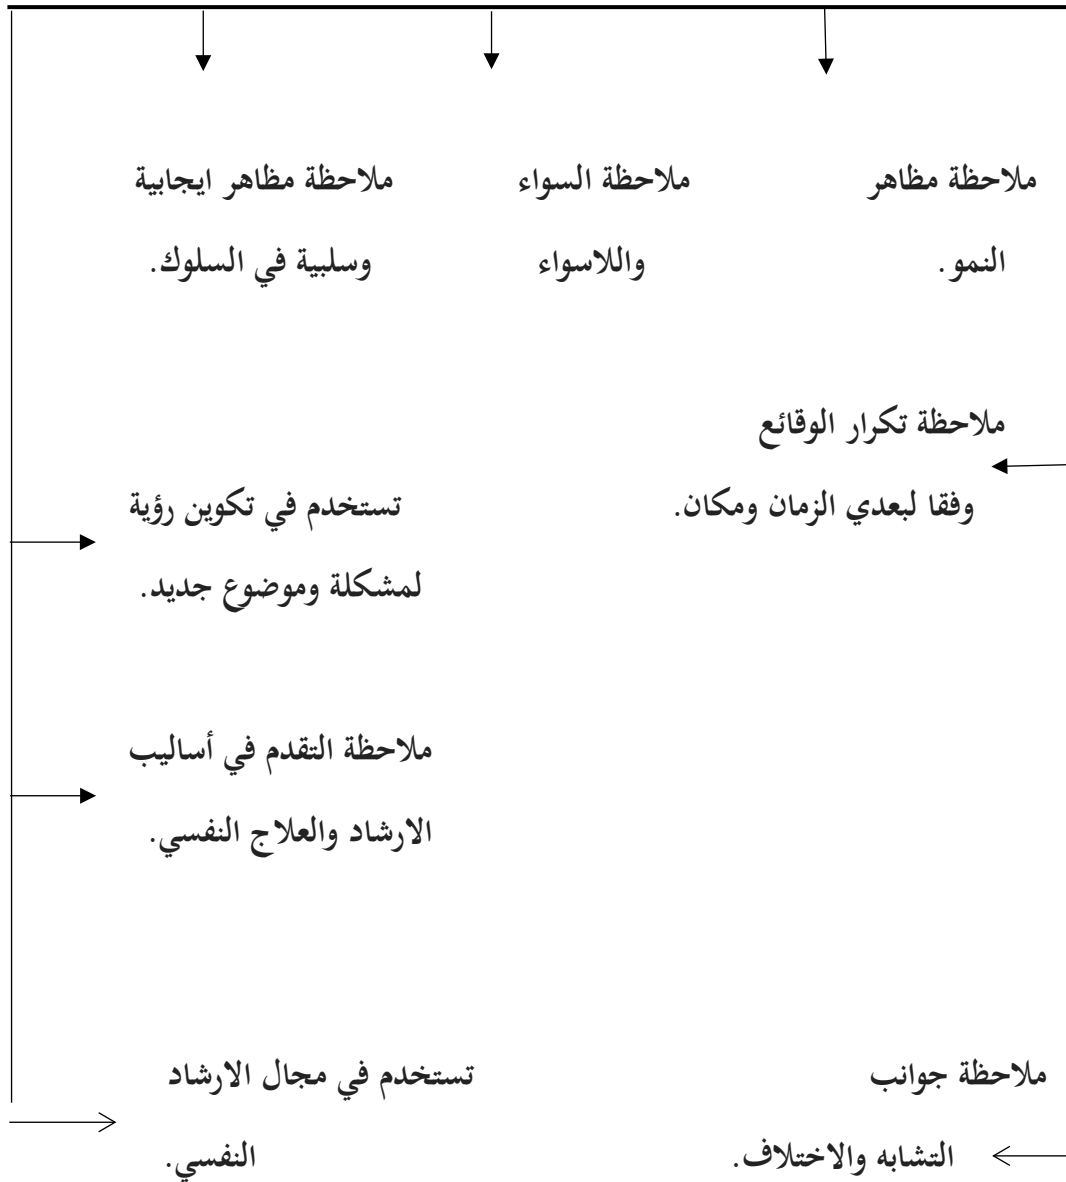 ملاحظة مظاهر
النمو.
ملاحظة السواء
واللاسواء
ملاحظة مظاهر ايجابية
وسلبية في السلوك.
ملاحظة تكرار الوقائع
وفقا لبعدي الزمان ومكان.
تستخدم في تكوين رؤية
لمشكلة وموضوع جديد.
ملاحظة التقدم في أساليب
الارشاد والعلاج النفسي.
ملاحظة جوانب
التشابه والاختلاف.
تستخدم في مجال الارشاد
النفسي.